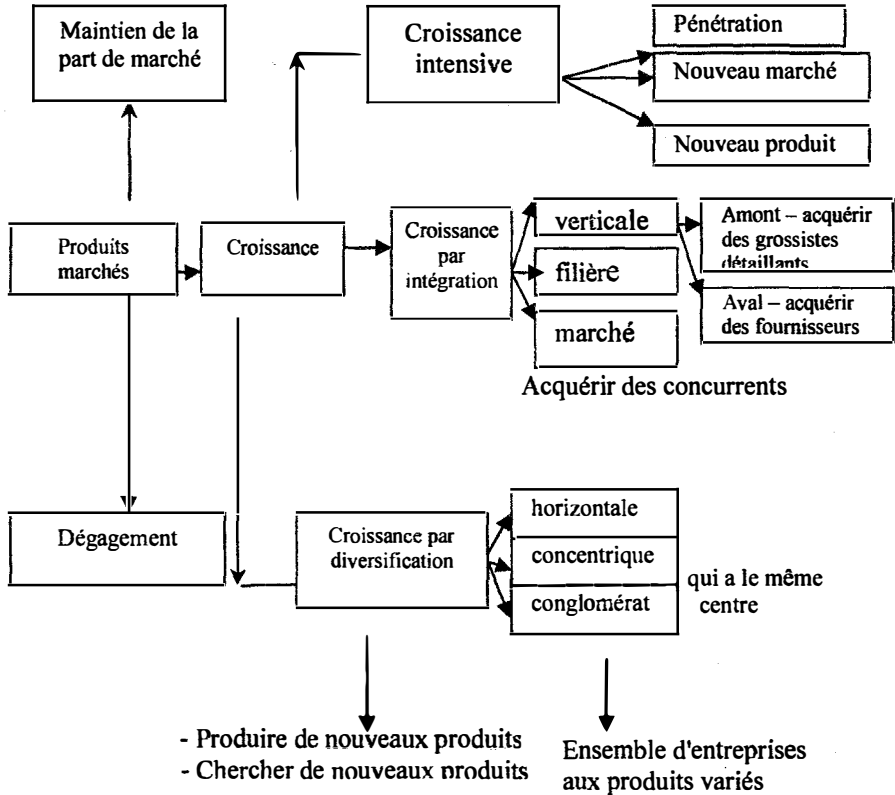 Maintien de la
part de marché
Croissance
intensive
Pénétration
Nouveau marché
Nouveau produit
Produits
marchés
Croissance
Croissance
par
intégration
verticale
filière
marché
Amont – acquérir
des grossistes
détaillants
Aval – acquérir
des fournisseurs
Acquérir des concurrents
Dégagement
Croissance par
diversification
horizontale
concentrique
conglomérat
qui a le même
centre
- Produire de nouveaux produits
- Chercher de nouveaux produits
Ensemble d'entreprises
aux produits variés